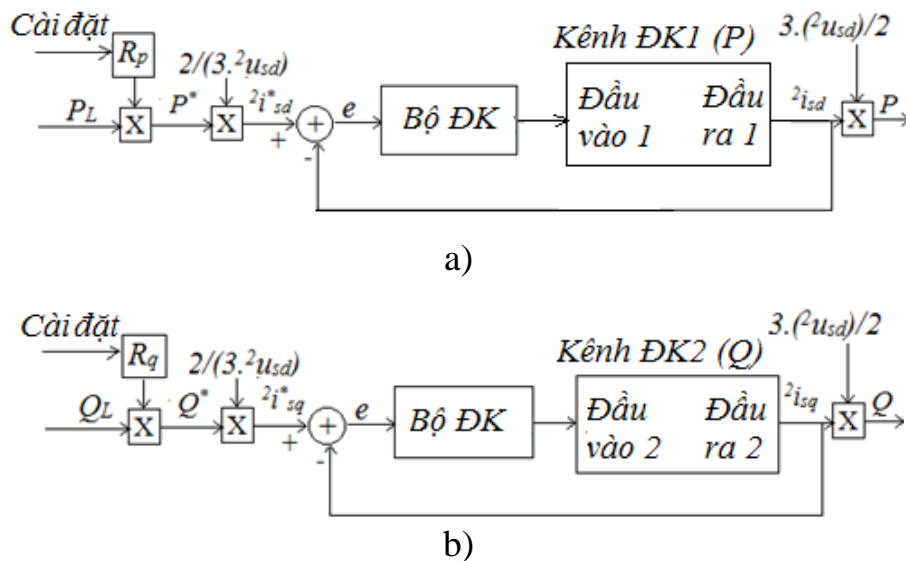 Cài đặt
R_p
2/(3.²u_sd)
Kênh ĐK1 (P)
3.(²u_sd)/2
P_L
X
P*
X
²i*_sd
+
+
-
e
Bộ ĐK
Đầu vào 1
Đầu ra 1
²i_sd
X
P
a)
Cài đặt
R_q
2/(3.²u_sd)
Kênh ĐK2 (Q)
3.(²u_sd)/2
Q_L
X
Q*
X
²i*_sq
+
+
-
e
Bộ ĐK
Đầu vào 2
Đầu ra 2
²i_sq
X
Q
b)